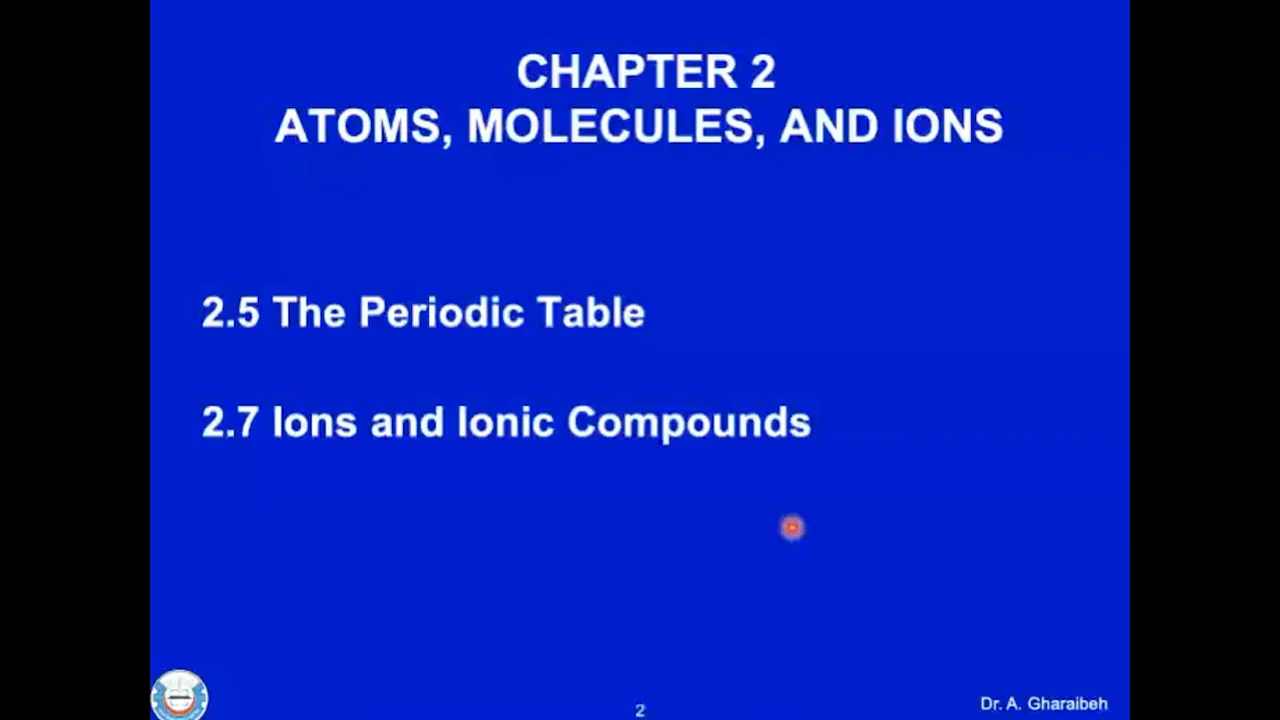 CHAPTER 2
ATOMS, MOLECULES, AND IONS
2.5 The Periodic Table
2.7 Ions and Ionic Compounds
2
Dr. A. Gharaibeh